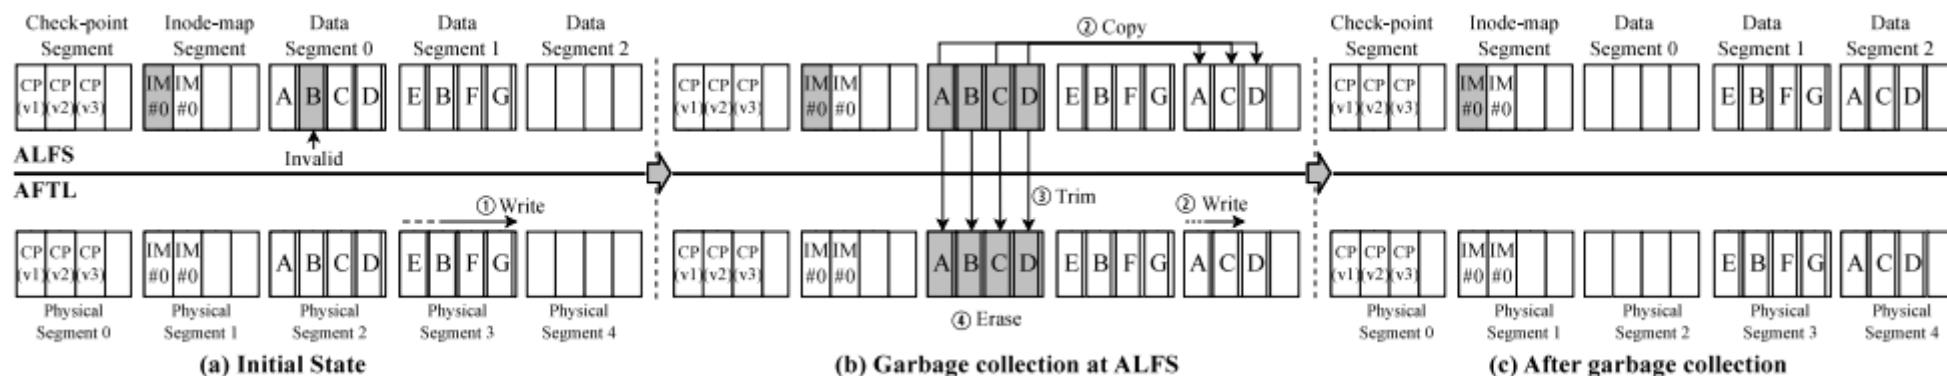 Check-point Segment
Inode-map Segment
Data Segment 0
Data Segment 1
Data Segment 2
CP (v1) CP (v2) CP (v3)
IM #0 IM #0
A B C D
E B F G
Invalid
ALFS
AFTL
① Write
CP (v1) CP (v2) CP (v3)
IM #0 IM #0
A B C D
E B F G
Physical Segment 0
Physical Segment 1
Physical Segment 2
Physical Segment 3
Physical Segment 4
(a) Initial State
② Copy
CP (v1) CP (v2) CP (v3)
IM #0 IM #0
A B C D
E B F G
A C D
③ Trim
② Write
CP (v1) CP (v2) CP (v3)
IM #0 IM #0
A B C D
E B F G
A C D
④ Erase
(b) Garbage collection at ALFS
Check-point Segment
Inode-map Segment
Data Segment 0
Data Segment 1
Data Segment 2
CP (v1) CP (v2) CP (v3)
IM #0 IM #0
E B F G
A C D
CP (v1) CP (v2) CP (v3)
IM #0 IM #0
E B F G
A C D
Physical Segment 0
Physical Segment 1
Physical Segment 2
Physical Segment 3
Physical Segment 4
(c) After garbage collection